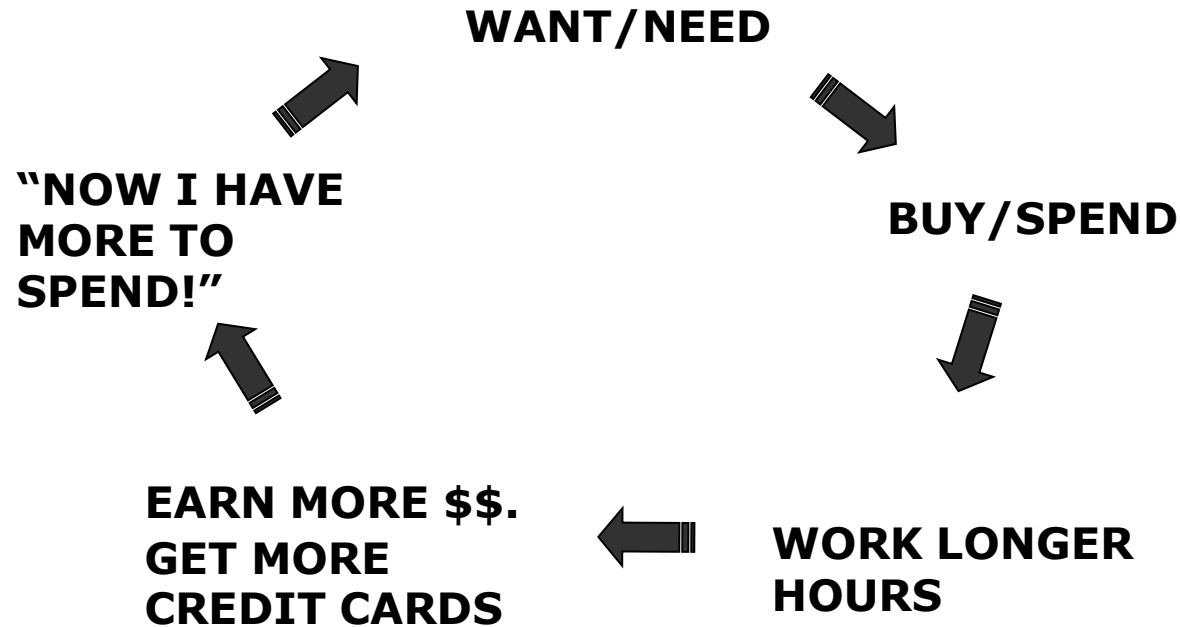 WANT/NEED
BUY/SPEND
WORK LONGER
HOURS
EARN MORE $$.
GET MORE
CREDIT CARDS
“NOW I HAVE
MORE TO
SPEND!”